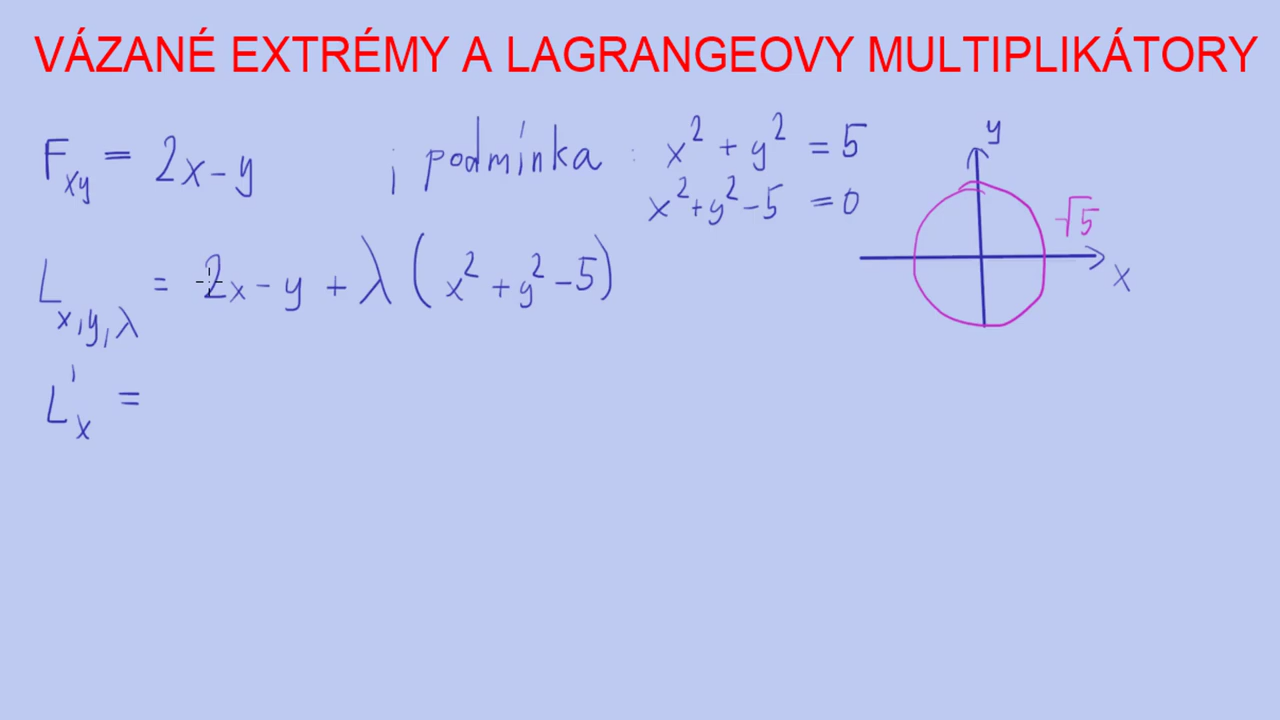 VÁZANÉ EXTRÉMY A LAGRANGEOVY MULTIPLIKÁTORY
F_xy = 2x - y ; podmínka : x² + y² = 5
x² + y² - 5 = 0
L_x,y,λ = 2x - y + λ (x² + y² - 5)
L'_x =
y
√5
x